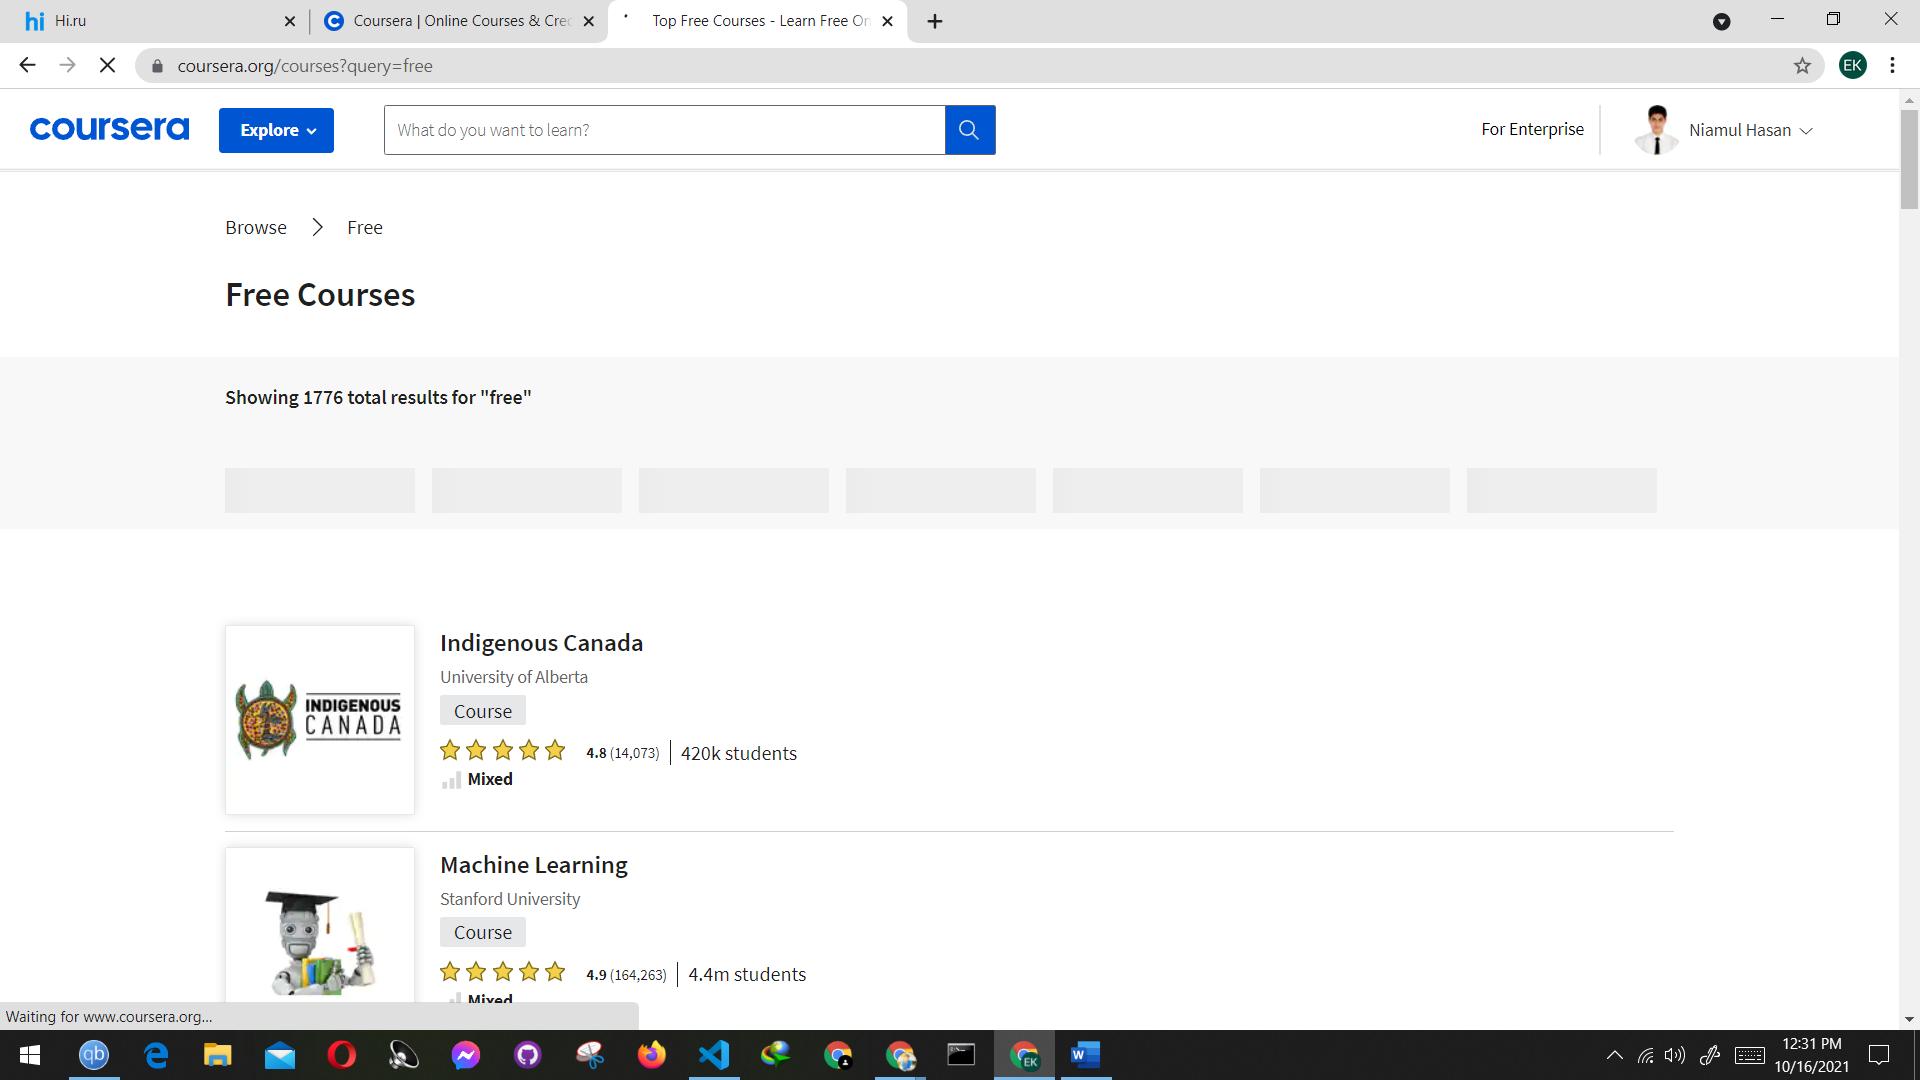 hi Hi.ru
Coursera | Online Courses & Crec
Top Free Courses - Learn Free On
coursera.org/courses?query=free
EK
coursera
Explore
What do you want to learn?
For Enterprise
Niamul Hasan
Browse
Free
Free Courses
Showing 1776 total results for "free"
INDIGENOUS
CANADA
Indigenous Canada
University of Alberta
Course
4.8 (14,073)
420k students
Mixed
Machine Learning
Stanford University
Course
4.9 (164,263)
4.4m students
Mixed
Waiting for www.coursera.org...
qb
EK
W
12:31 PM
10/16/2021